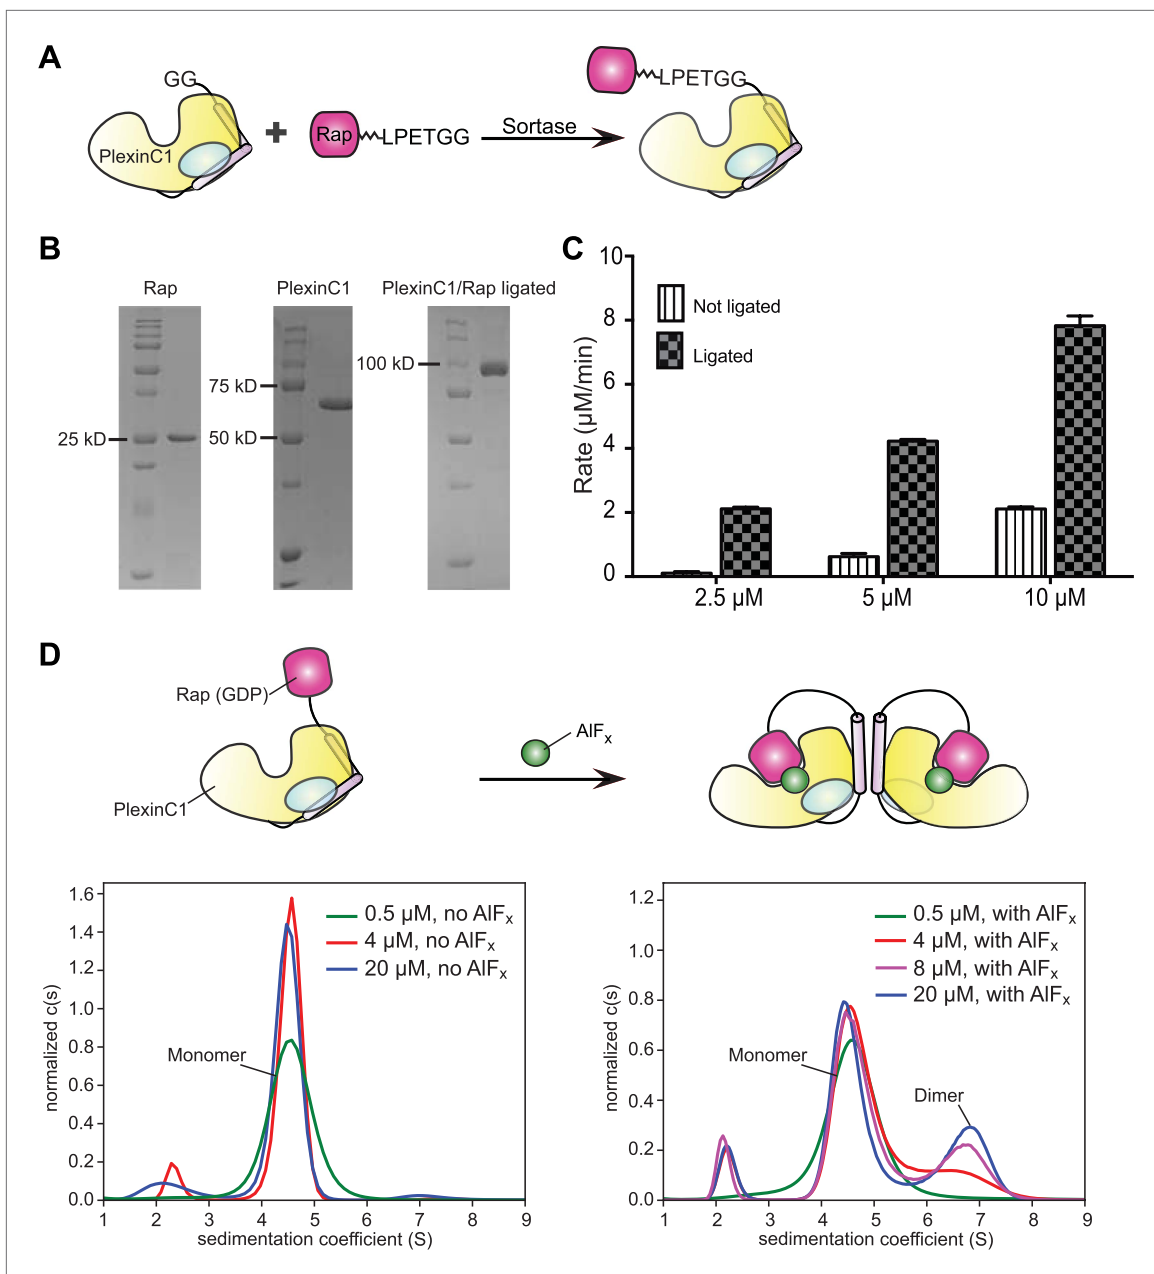 A
GG
PlexinC1
+
Rap
LPETGG
Sortase
LPETGG
B
Rap
PlexinC1
PlexinC1/Rap ligated
25 kD
75 kD
50 kD
100 kD
C
Rate (µM/min)
10
8
6
4
2
0
Not ligated
Ligated
2.5 µM
5 µM
10 µM
D
Rap (GDP)
PlexinC1
AlFx
normalized c(s)
1.6
1.4
1.2
1.0
0.8
0.6
0.4
0.2
0.0
0.5 µM, no AlFx
4 µM, no AlFx
20 µM, no AlFx
Monomer
1 2 3 4 5 6 7 8 9
sedimentation coefficient (S)
normalized c(s)
1.2
1.0
0.8
0.6
0.4
0.2
0.0
0.5 µM, with AlFx
4 µM, with AlFx
8 µM, with AlFx
20 µM, with AlFx
Monomer
Dimer
1 2 3 4 5 6 7 8 9
sedimentation coefficient (S)